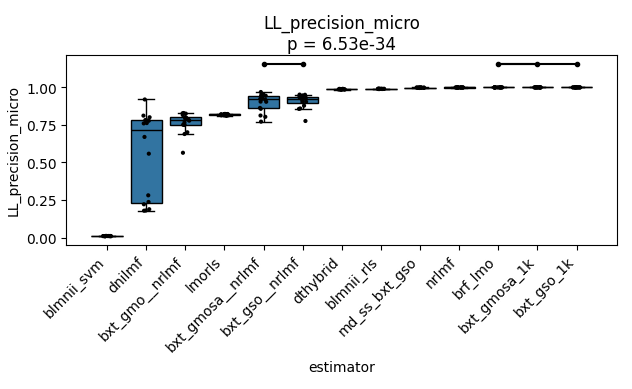 LL_precision_micro
p = 6.53e-34
LL_precision_micro
1.00
0.75
0.50
0.25
0.00
blmnii_svm
dnilmf
bxt_gmo__nrlmf
lmorls
bxt_gmosa__nrlmf
bxt_gso__nrlmf
dthybrid
blmnii_rls
md_ss_bxt_gso
nrlmf
brf_lmo
bxt_gmosa_1k
bxt_gso_1k
estimator